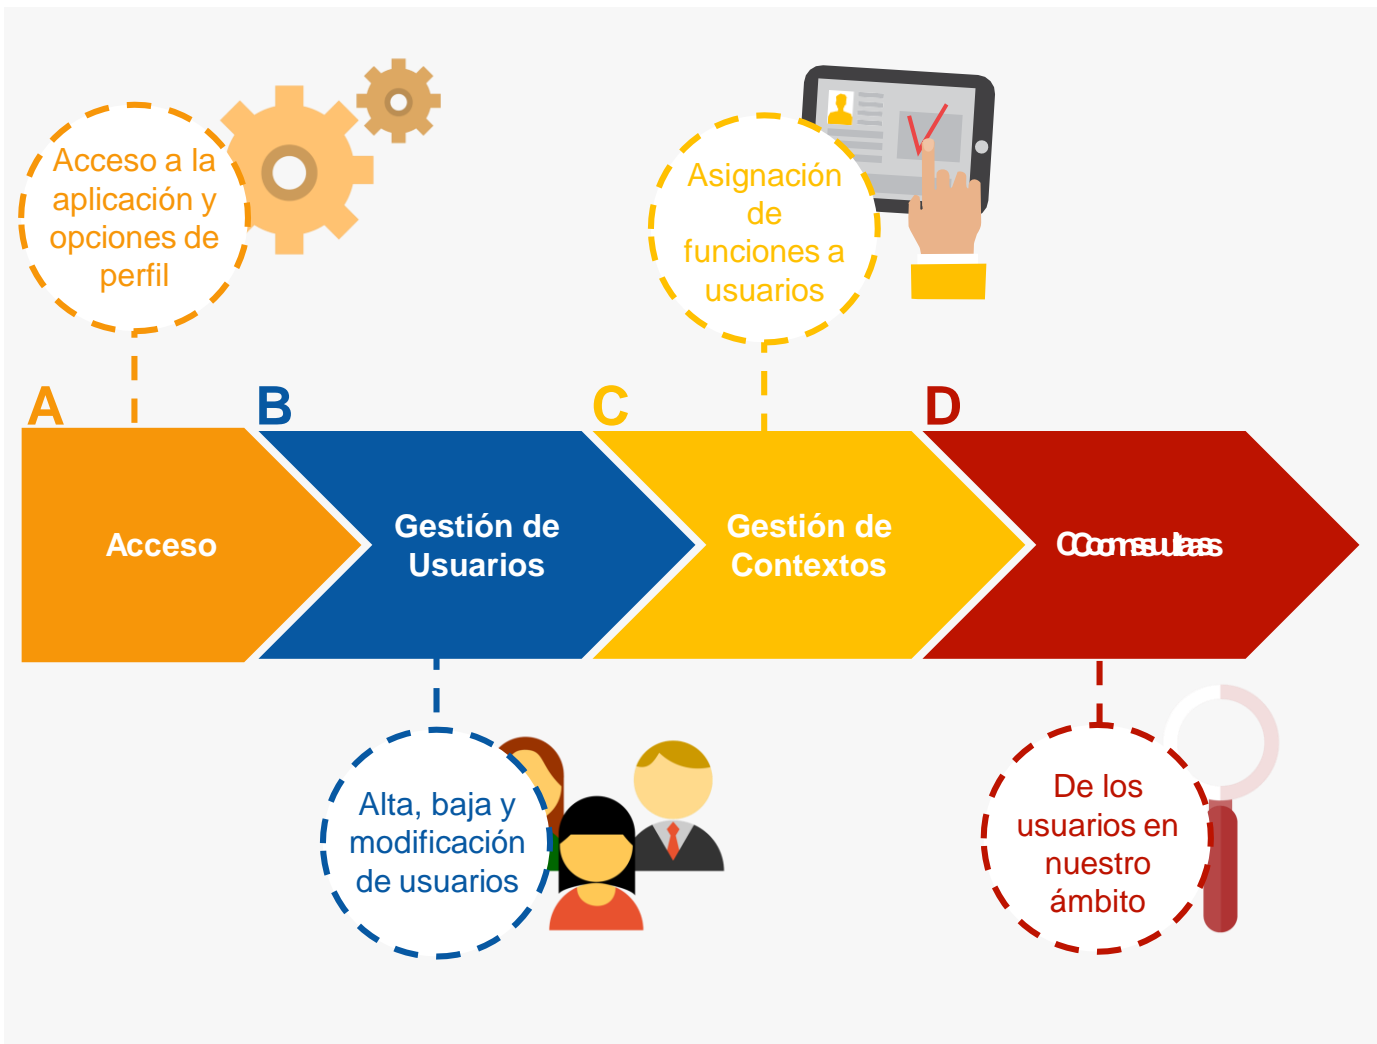 Acceso a la
aplicación y
opciones de
perfil
Asignación
de
funciones a
usuarios
A
B
C
D
Acceso
Gestión de
Usuarios
Gestión de
Contextos
Consultas
Alta, baja y
modificación
de usuarios
De los
usuarios en
nuestro
ámbito